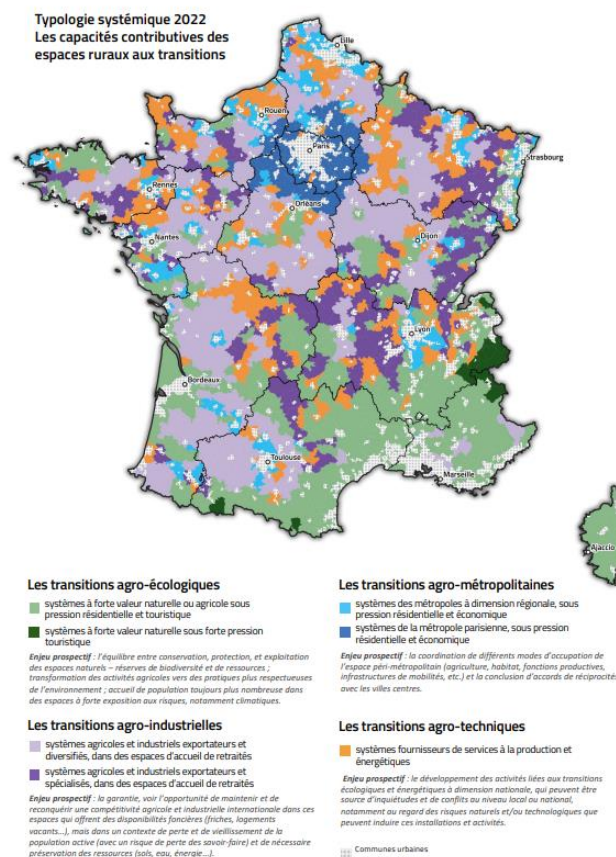 Typologie systémique 2022
Les capacités contributives des
espaces ruraux aux transitions
Lille
Rouen
Paris
Strasbourg
Rennes
Orléans
Nantes
Dijon
Lyon
Bordeaux
Toulouse
Marseille
Ajaccio
Les transitions agro-écologiques
systèmes à forte valeur naturelle ou agricole sous
pression résidentielle et touristique
systèmes à forte valeur naturelle sous forte pression
touristique
Enjeu prospectif : l'équilibre entre conservation, protection, et exploitation
des espaces naturels – réserves de biodiversité et de ressources ;
transformation des activités agricoles vers des pratiques plus respectueuses
de l'environnement ; accueil de population toujours plus nombreuse dans
des espaces à forte exposition aux risques, notamment climatiques.
Les transitions agro-industrielles
systèmes agricoles et industriels exportateurs et
diversifiés, dans des espaces d'accueil de retraités
systèmes agricoles et industriels exportateurs et
spécialisés, dans des espaces d'accueil de retraités
Enjeu prospectif : la garantie, voir l'opportunité de maintenir et de
reconquérir une compétitivité agricole et industrielle internationale dans ces
espaces qui offrent des disponibilités foncières (friches, logements
vacants...), mais dans un contexte de perte et de vieillissement de la
population active (avec un risque de perte des savoir-faire) et de nécessaire
préservation des ressources (sols, eau, énergie...).
Les transitions agro-métropolitaines
systèmes des métropoles à dimension régionale, sous
pression résidentielle et économique
systèmes de la métropole parisienne, sous pression
résidentielle et économique
Enjeu prospectif : la coordination de différents modes d'occupation de
l'espace péri-métropolitain (agriculture, habitat, fonctions productives,
infrastructures de mobilités, etc.) et la conclusion d'accords de réciprocités
avec les villes centres.
Les transitions agro-techniques
systèmes fournisseurs de services à la production et
énergétiques
Enjeu prospectif : le développement des activités liées aux transitions
écologiques et énergétiques à dimension nationale, qui peuvent être
source d'inquiétudes et de conflits au niveau local ou national,
notamment au regard des risques naturels et/ou technologiques que
peuvent induire ces installations et activités.
Communes urbaines